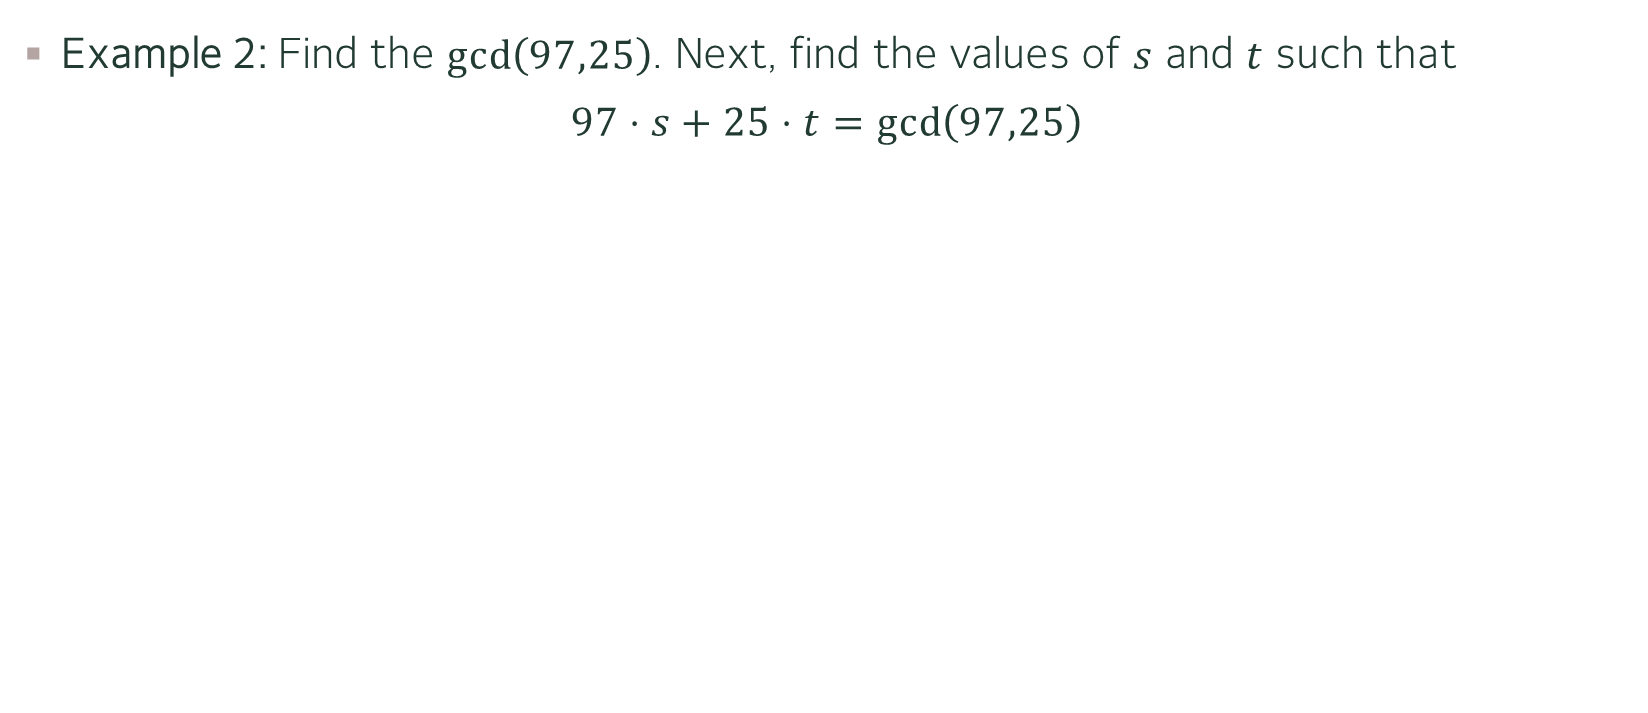 ▪ Example 2: Find the gcd(97,25). Next, find the values of s and t such that
97 · s + 25 · t = gcd(97,25)